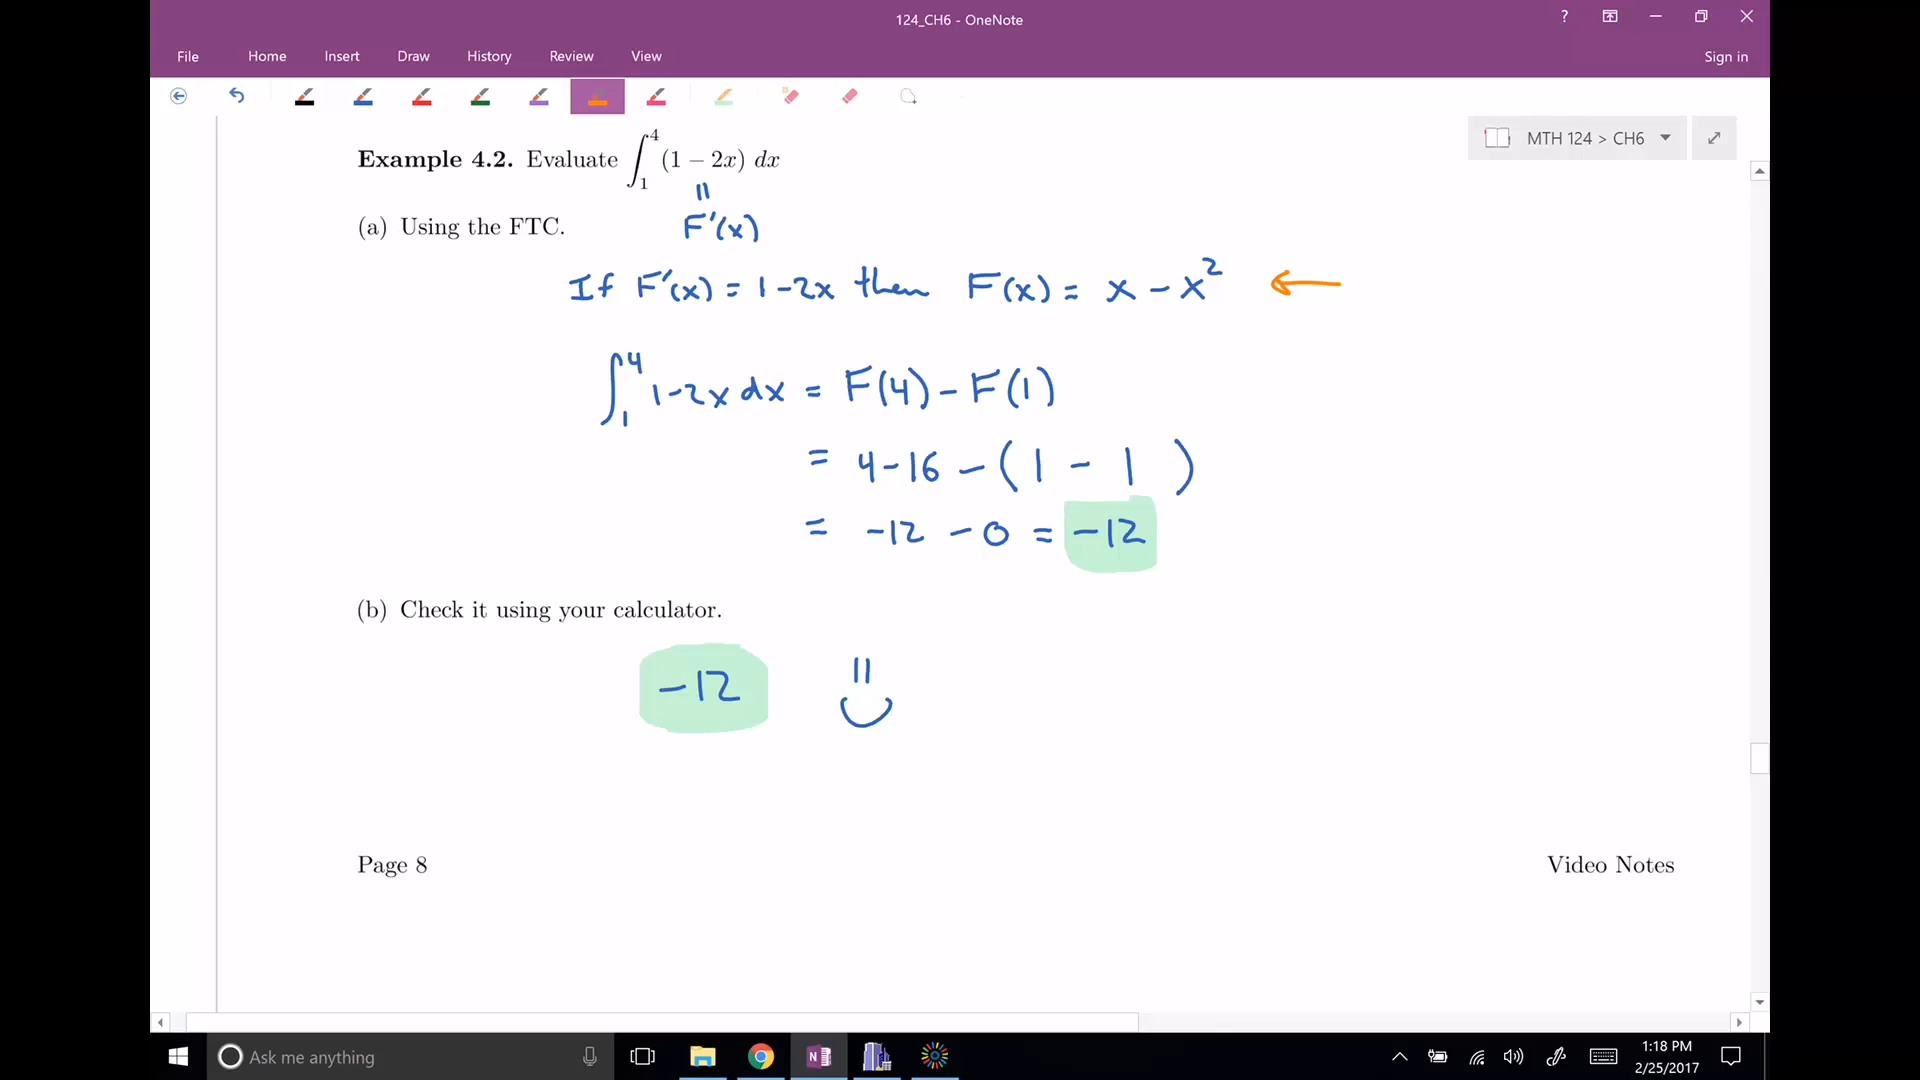 124_CH6 - OneNote
?
File Home Insert Draw History Review View Sign in
MTH 124 > CH6
Example 4.2. Evaluate ∫₁⁴ (1 − 2x) dx
||
F'(x)
(a) Using the FTC.
If F'(x) = 1-2x then F(x) = x - x² ←
∫₁⁴ 1-2x dx = F(4) - F(1)
= 4-16 - (1 - 1)
= -12 - 0 = -12
(b) Check it using your calculator.
-12
Page 8
Video Notes
Ask me anything
1:18 PM
2/25/2017